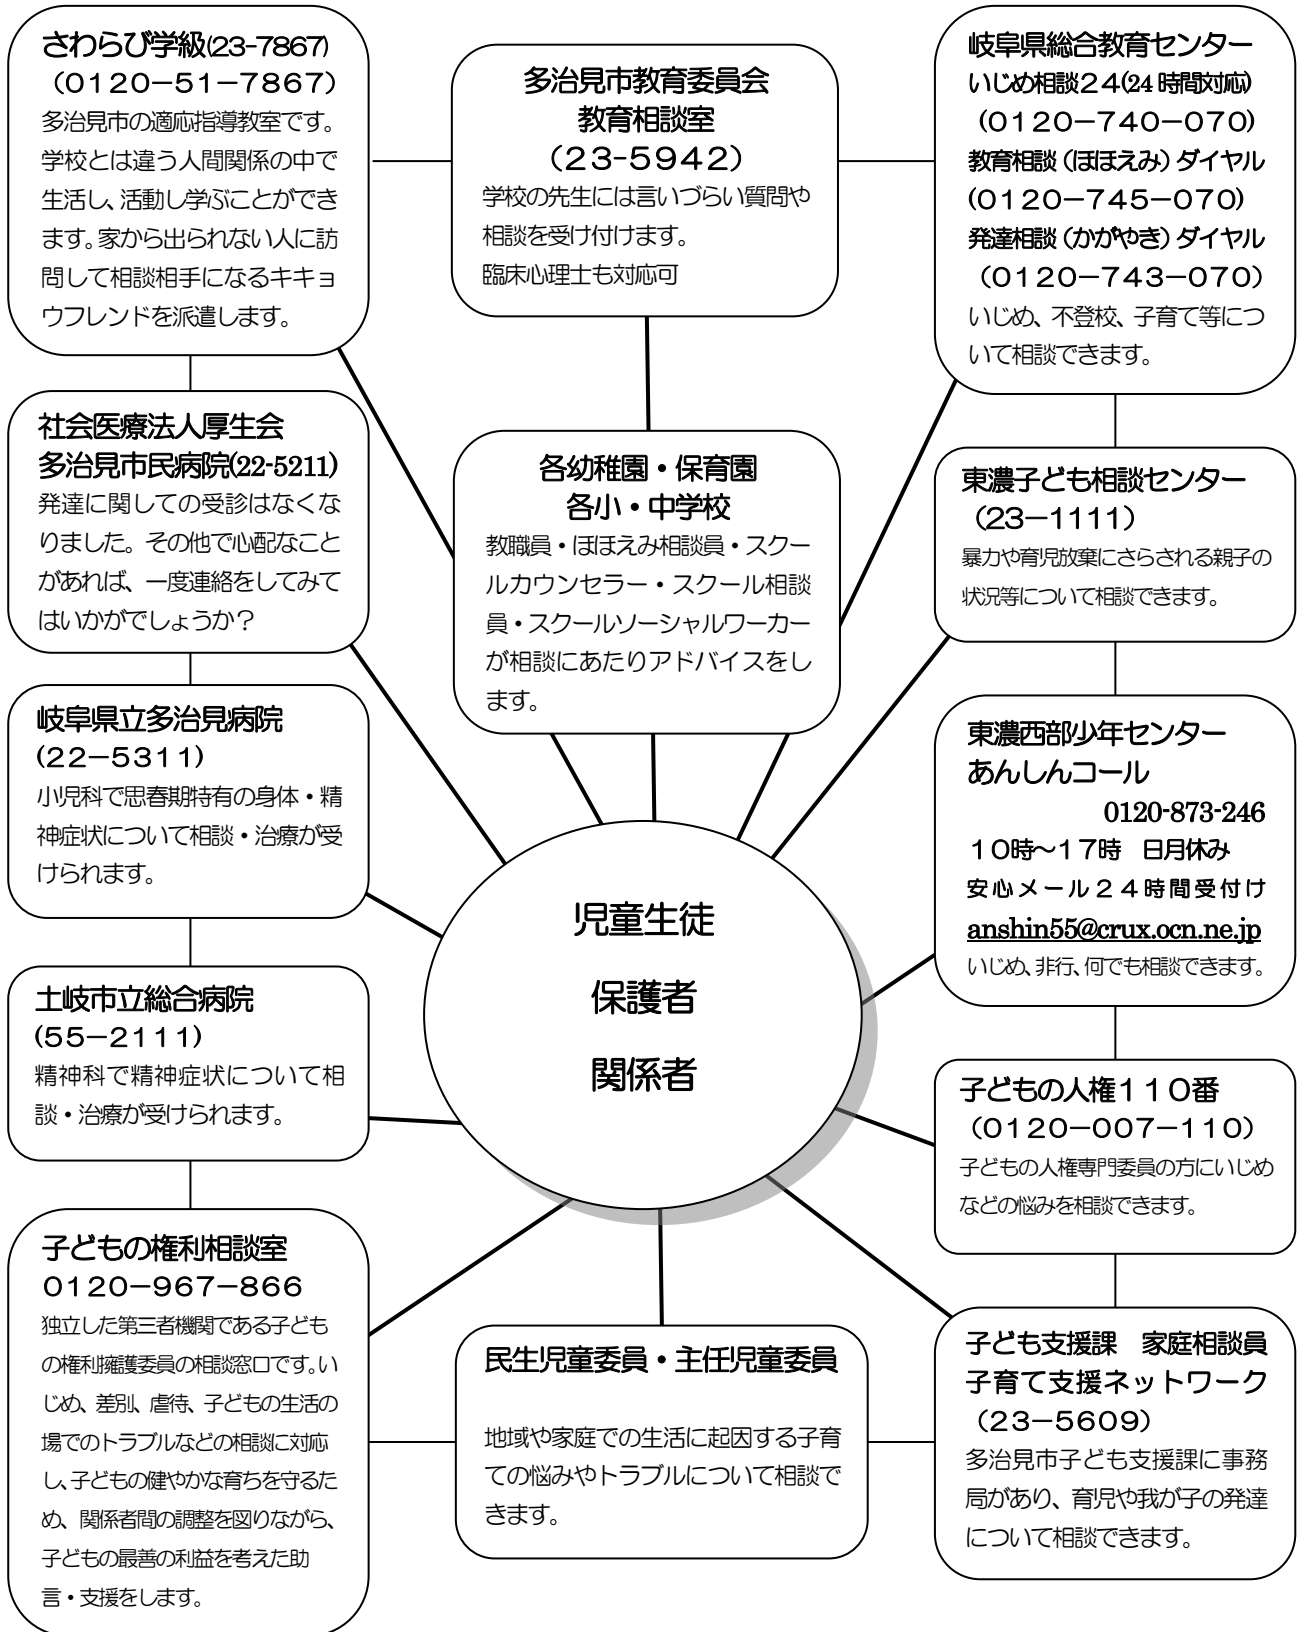 さわらび学級(23-7867)
(0120-51-7867)
多治見市の適応指導教室です。
学校とは違う人間関係の中で
生活し、活動し学ぶことができ
ます。家から出られない人に訪
問して相談相手になるキキョ
ウフレンドを派遣します。
多治見市教育委員会
教育相談室
(23-5942)
学校の先生には言いづらい質問や
相談を受け付けます。
臨床心理士も対応可
岐阜県総合教育センター
いじめ相談24(24時間対応)
(0120-740-070)
教育相談(ほほえみ)ダイヤル
(0120-745-070)
発達相談(かがやき)ダイヤル
(0120-743-070)
いじめ、不登校、子育て等につ
いて相談できます。
社会医療法人厚生会
多治見市民病院(22-5211)
発達に関しての受診はなくな
りました。その他で心配なこと
があれば、一度連絡をしてみて
はいかがでしょうか?
各幼稚園・保育園
各小・中学校
教職員・ほほえみ相談員・スクー
ルカウンセラー・スクール相談
員・スクールソーシャルワーカー
が相談にあたりアドバイスをし
ます。
東濃子ども相談センター
(23-1111)
暴力や育児放棄にさらされる親子の
状況等について相談できます。
岐阜県立多治見病院
(22-5311)
小児科で思春期特有の身体・精
神症状について相談・治療が受
けられます。
東濃西部少年センター
あんしんコール
0120-873-246
10時～17時 日月休み
安心メール24時間受付け
anshin55@crux.ocn.ne.jp
いじめ、非行、何でも相談できます。
児童生徒
保護者
関係者
土岐市立総合病院
(55-2111)
精神科で精神症状について相
談・治療が受けられます。
子どもの人権110番
(0120-007-110)
子どもの人権専門委員の方にいじめ
などの悩みを相談できます。
子どもの権利相談室
0120-967-866
独立した第三者機関である子ども
の権利擁護委員の相談窓口です。い
じめ、差別、虐待、子どもの生活の
場でのトラブルなどの相談に対応
し、子どもの健やかな育ちを守るた
め、関係者間の調整を図りながら、
子どもの最善の利益を考えた助
言・支援をします。
民生児童委員・主任児童委員
地域や家庭での生活に起因する子育
ての悩みやトラブルについて相談で
きます。
子ども支援課 家庭相談員
子育て支援ネットワーク
(23-5609)
多治見市子ども支援課に事務
局があり、育児や我が子の発達
について相談できます。